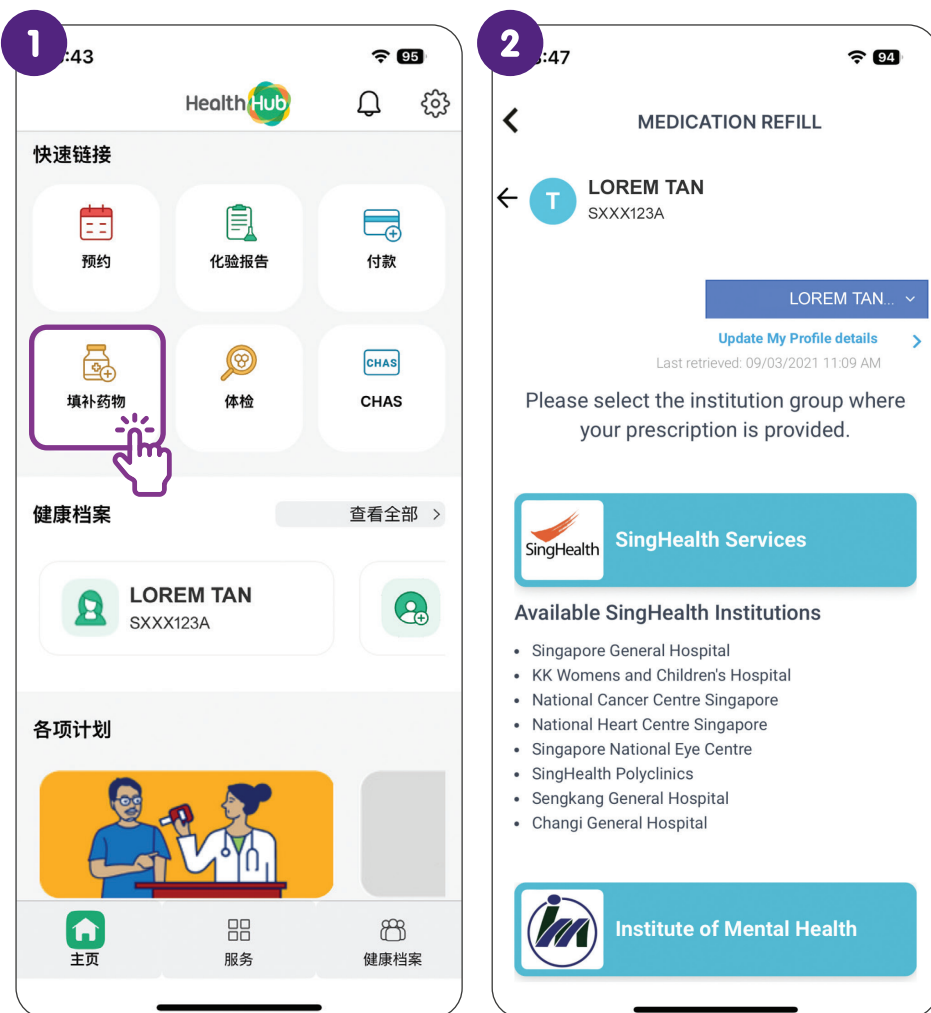 1
:43
95
HealthHub
快速链接
预约
化验报告
付款
填补药物
体检
CHAS
CHAS
健康档案
查看全部 >
LOREM TAN
SXXX123A
各项计划
主页
服务
健康档案
2
:47
94
MEDICATION REFILL
T
LOREM TAN
SXXX123A
LOREM TAN...
Update My Profile details
Last retrieved: 09/03/2021 11:09 AM
Please select the institution group where
your prescription is provided.
SingHealth
SingHealth Services
Available SingHealth Institutions
• Singapore General Hospital
• KK Womens and Children's Hospital
• National Cancer Centre Singapore
• National Heart Centre Singapore
• Singapore National Eye Centre
• SingHealth Polyclinics
• Sengkang General Hospital
• Changi General Hospital
Institute of Mental Health